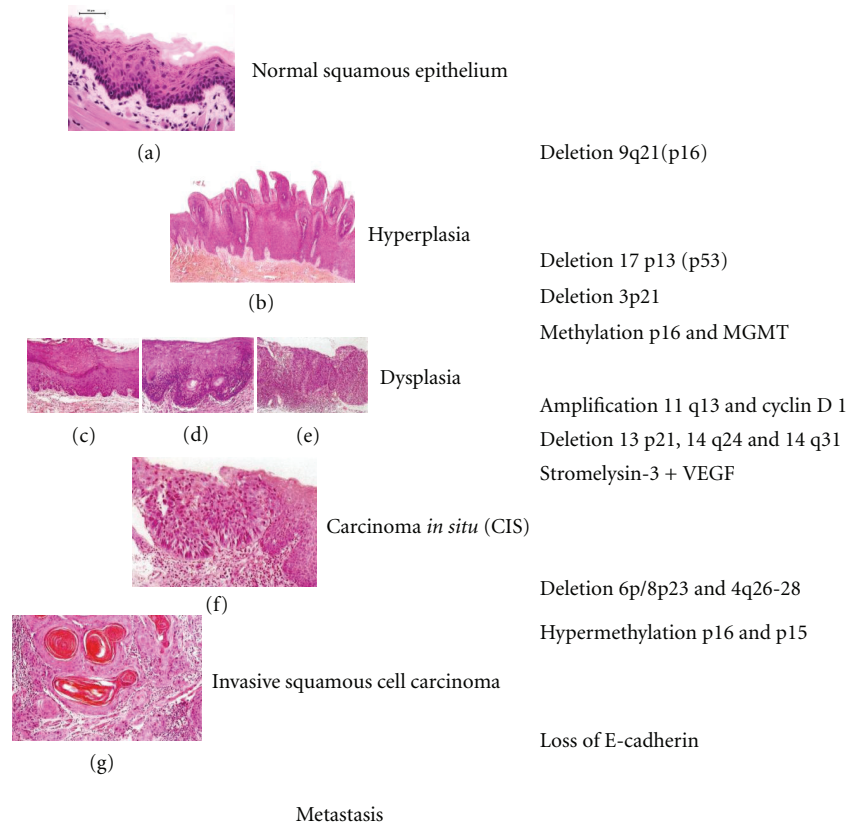 Normal squamous epithelium
(a)
Deletion 9q21(p16)
Hyperplasia
(b)
Deletion 17 p13 (p53)
Deletion 3p21
Methylation p16 and MGMT
Dysplasia
(c) (d) (e)
Amplification 11 q13 and cyclin D 1
Deletion 13 p21, 14 q24 and 14 q31
Stromelysin-3 + VEGF
Carcinoma in situ (CIS)
(f)
Deletion 6p/8p23 and 4q26-28
Hypermethylation p16 and p15
Invasive squamous cell carcinoma
(g)
Loss of E-cadherin
Metastasis